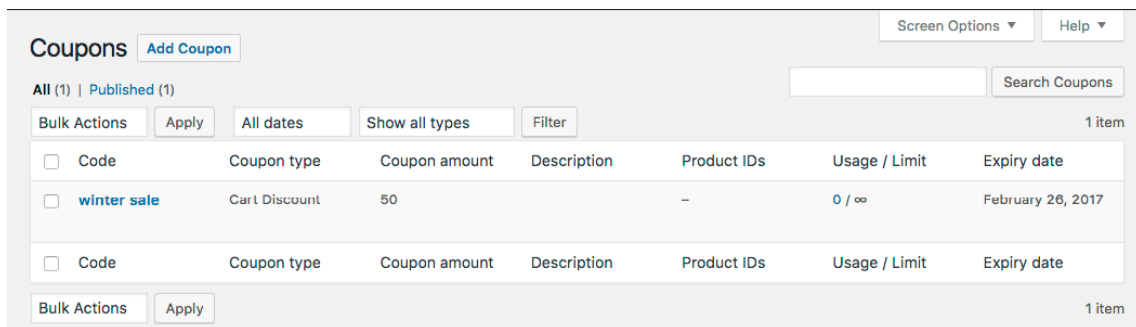 Screen Options ▼ Help ▼
Coupons Add Coupon
All (1) | Published (1)
Search Coupons
Bulk Actions Apply All dates Show all types Filter 1 item
Code Coupon type Coupon amount Description Product IDs Usage / Limit Expiry date
winter sale Cart Discount 50 – 0 / ∞ February 26, 2017
Code Coupon type Coupon amount Description Product IDs Usage / Limit Expiry date
Bulk Actions Apply 1 item